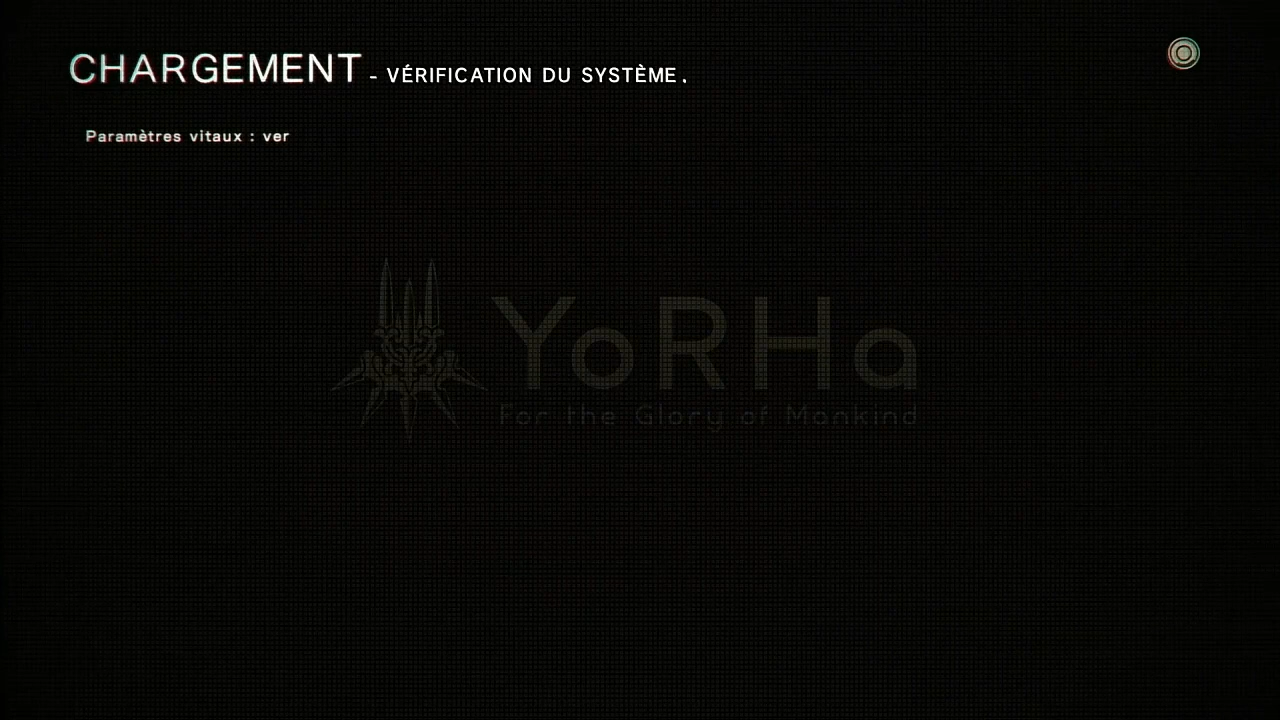 CHARGEMENT - VÉRIFICATION DU SYSTÈME.
Paramètres vitaux : ver
YoRHa
For the Glory of Mankind